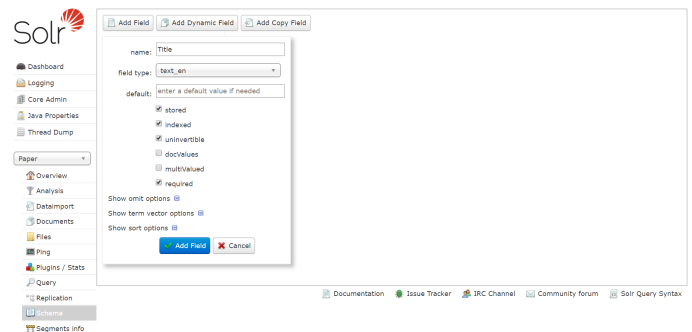 Solr
Dashboard
Logging
Core Admin
Java Properties
Thread Dump
Paper
Overview
Analysis
Dataimport
Documents
Files
Ping
Plugins / Stats
Query
Replication
Schema
Segments info
Add Field Add Dynamic Field Add Copy Field
name: Title
field type: text_en
default: enter a default value if needed
stored
indexed
uninvertible
docValues
multiValued
required
Show omit options
Show term vector options
Show sort options
Add Field Cancel
Documentation Issue Tracker IRC Channel Community forum Solr Query Syntax